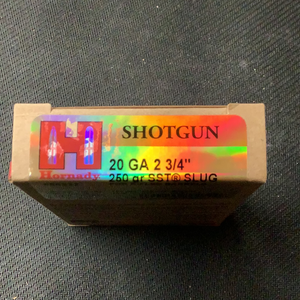 H
SHOTGUN
20 GA 2 3/4"
Hornady
250 gr SST® SLUG